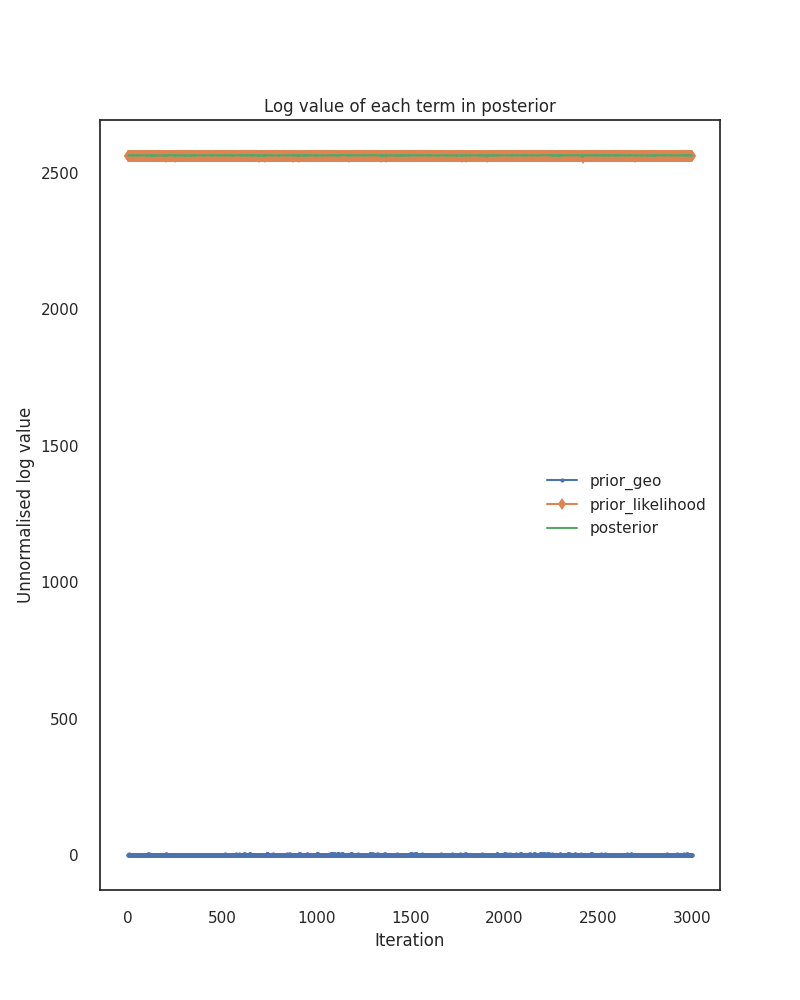 Log value of each term in posterior
2500
2000
1500
1000
500
0
Unnormalised log value
prior_geo
prior_likelihood
posterior
0 500 1000 1500 2000 2500 3000
Iteration